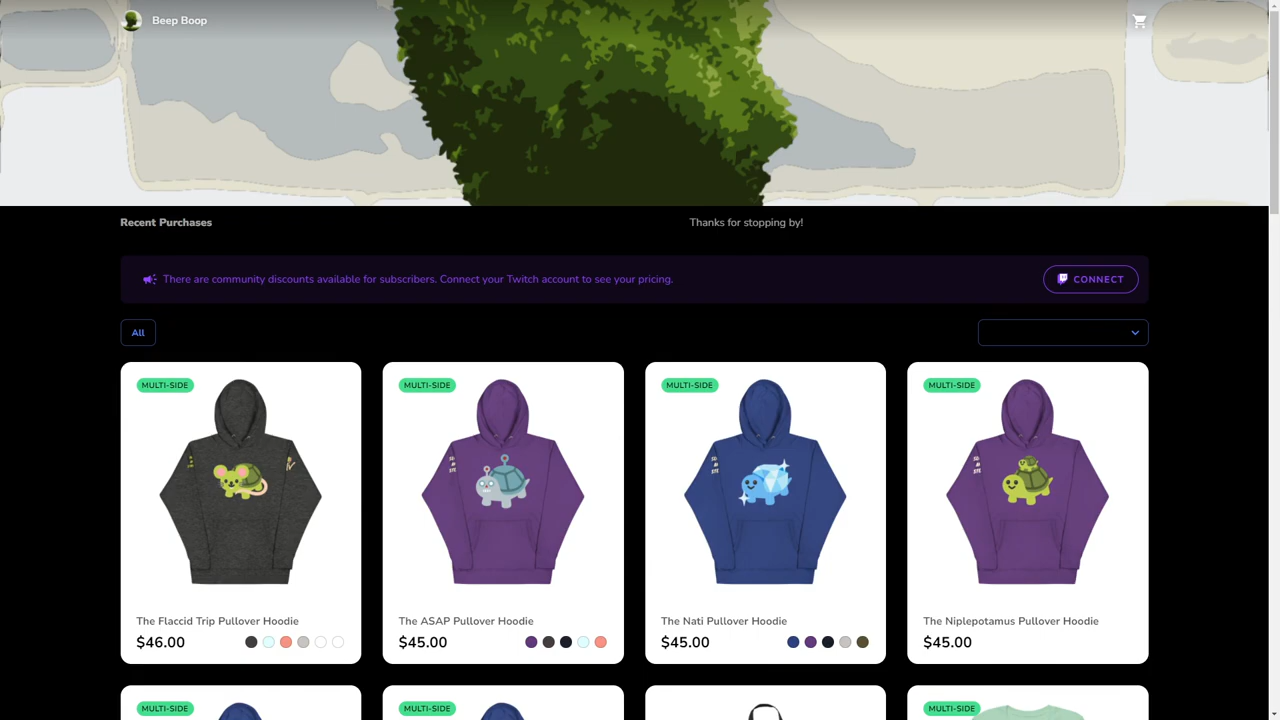 Beep Boop
Recent Purchases
Thanks for stopping by!
There are community discounts available for subscribers. Connect your Twitch account to see your pricing.
CONNECT
All
MULTI-SIDE
MULTI-SIDE
MULTI-SIDE
MULTI-SIDE
The Flaccid Trip Pullover Hoodie
The ASAP Pullover Hoodie
The Nati Pullover Hoodie
The Niplepotamus Pullover Hoodie
$46.00
$45.00
$45.00
$45.00
MULTI-SIDE
MULTI-SIDE
MULTI-SIDE